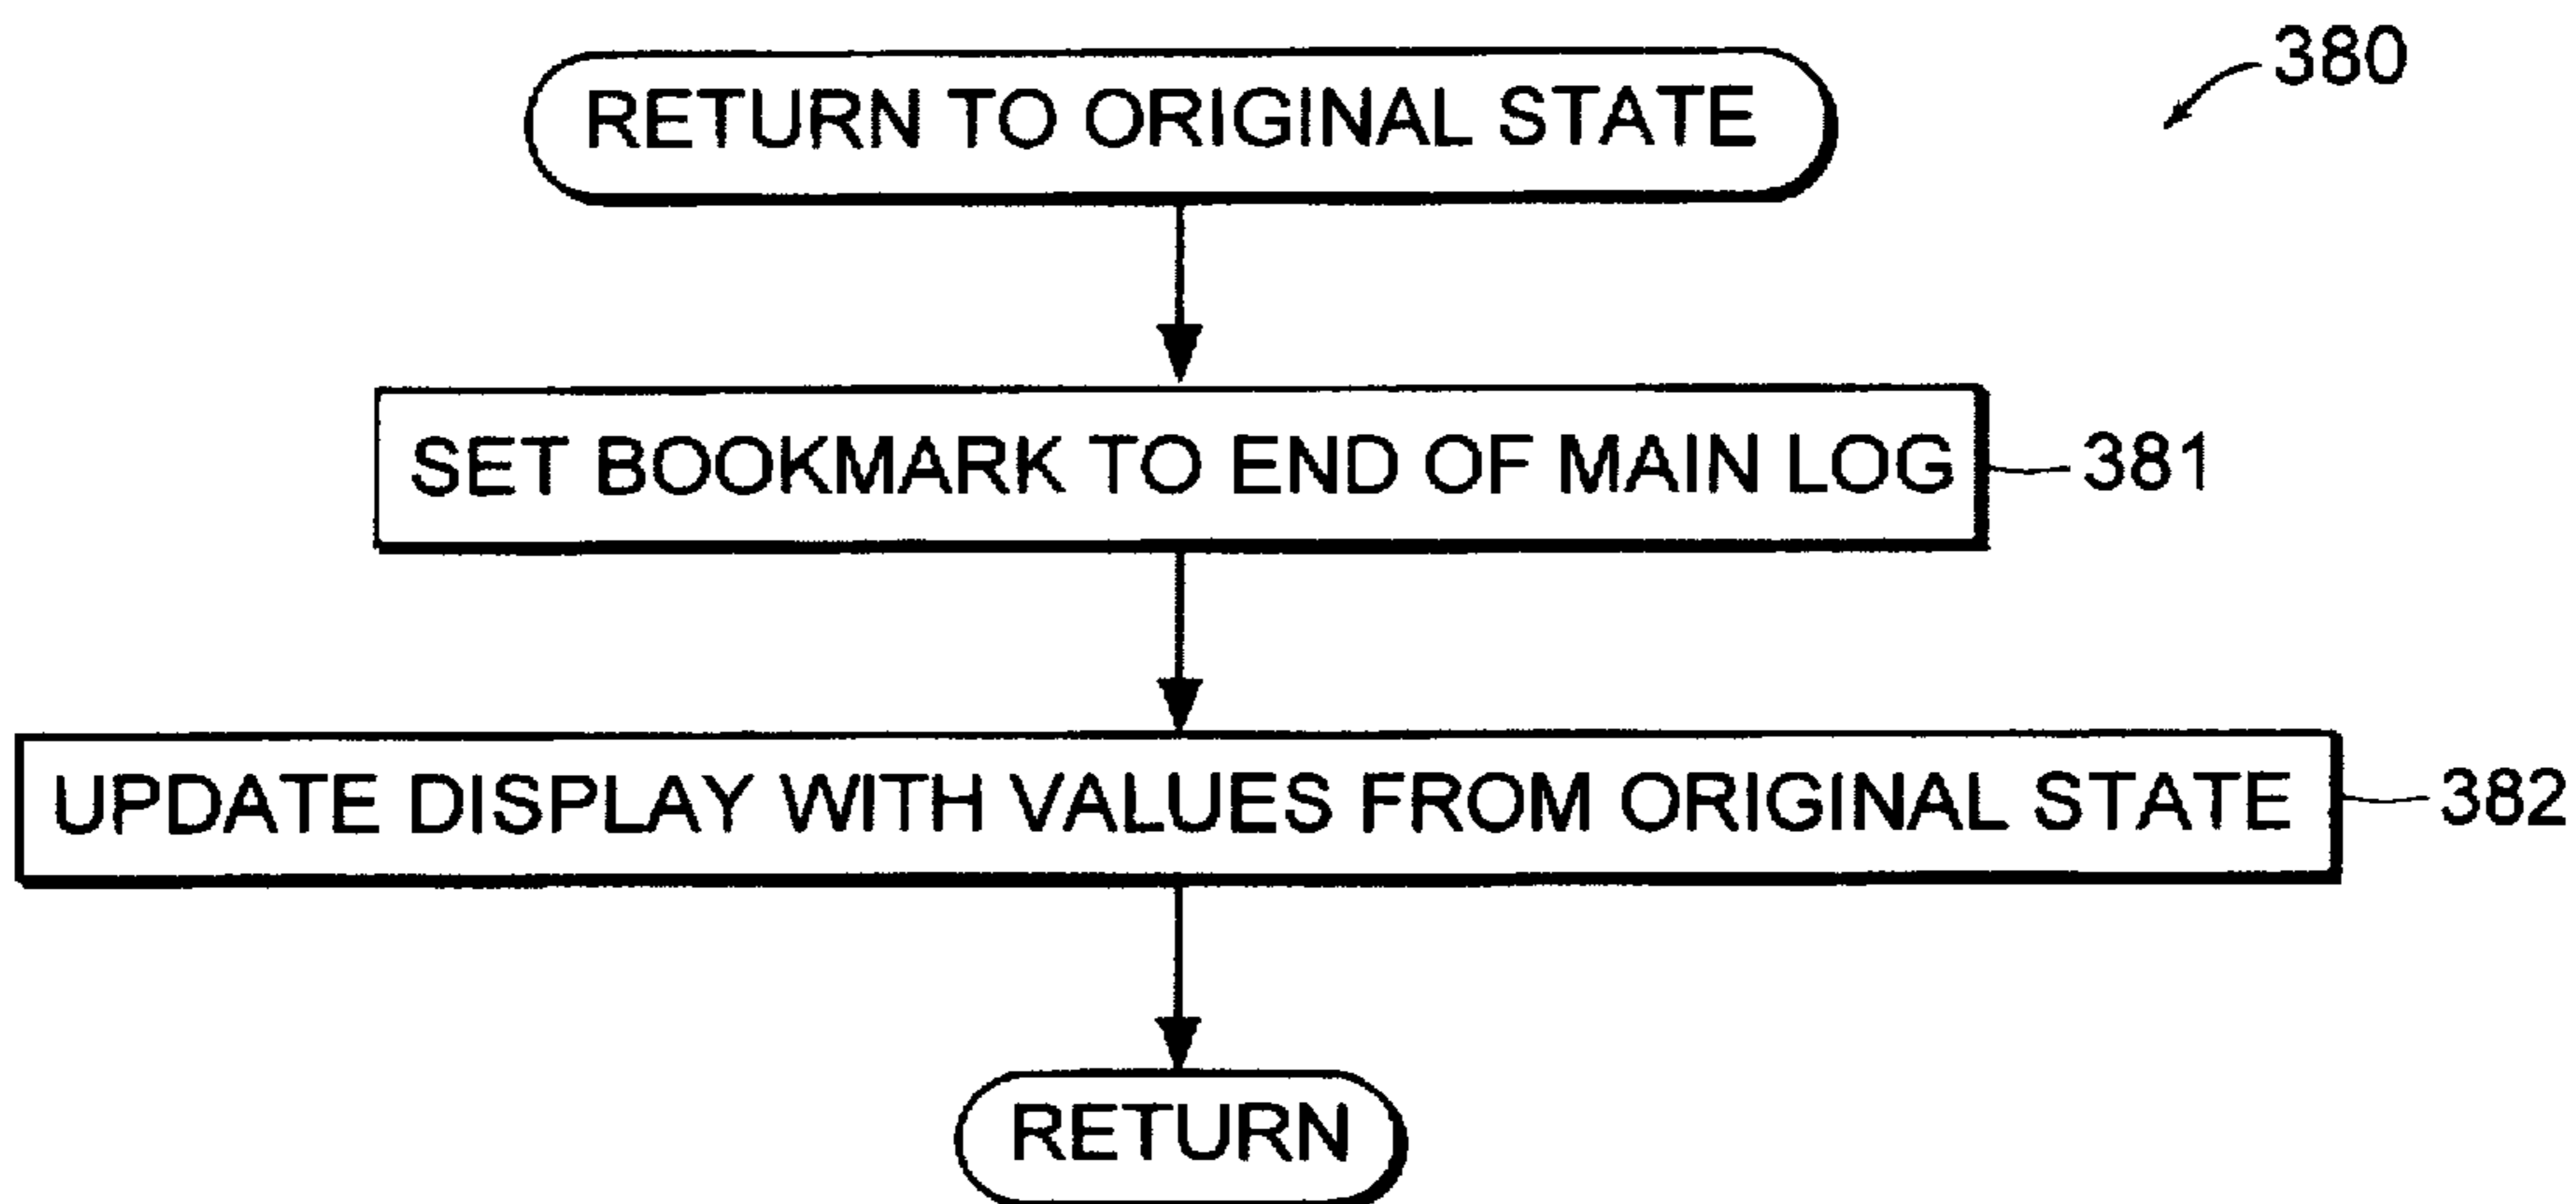 380
RETURN TO ORIGINAL STATE
SET BOOKMARK TO END OF MAIN LOG
381
UPDATE DISPLAY WITH VALUES FROM ORIGINAL STATE
382
RETURN